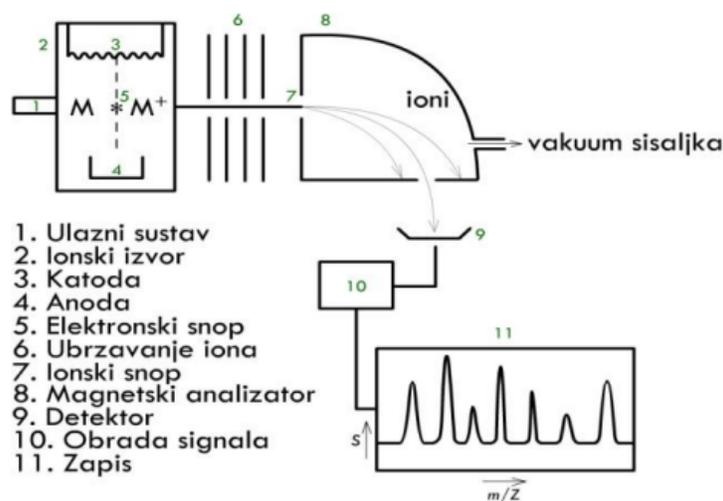 6
8
2
3
1
M
5
*
M+
7
ioni
vakuum sisaljka
4
1. Ulazni sustav
2. Ionski izvor
3. Katoda
4. Anoda
5. Elektronski snop
6. Ubrzavanje iona
7. Ionski snop
8. Magnetski analizator
9. Detektor
10. Obrada signala
11. Zapis
9
10
11
s
m/Z